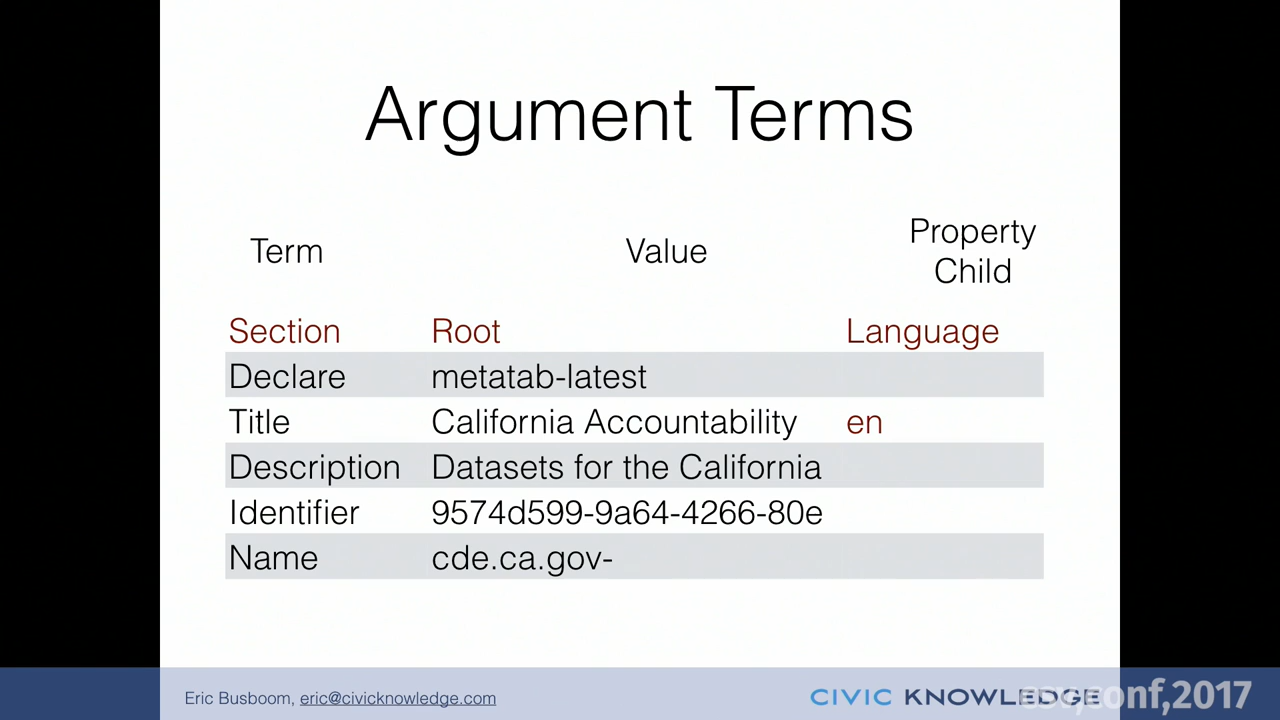 Argument Terms
Term Value Property Child
Section Root Language
Declare metatab-latest
Title California Accountability en
Description Datasets for the California
Identifier 9574d599-9a64-4266-80e
Name cde.ca.gov-
Eric Busboom, eric@civicknowledge.com
CIVIC KNOWLEDGE
csv,conf,2017